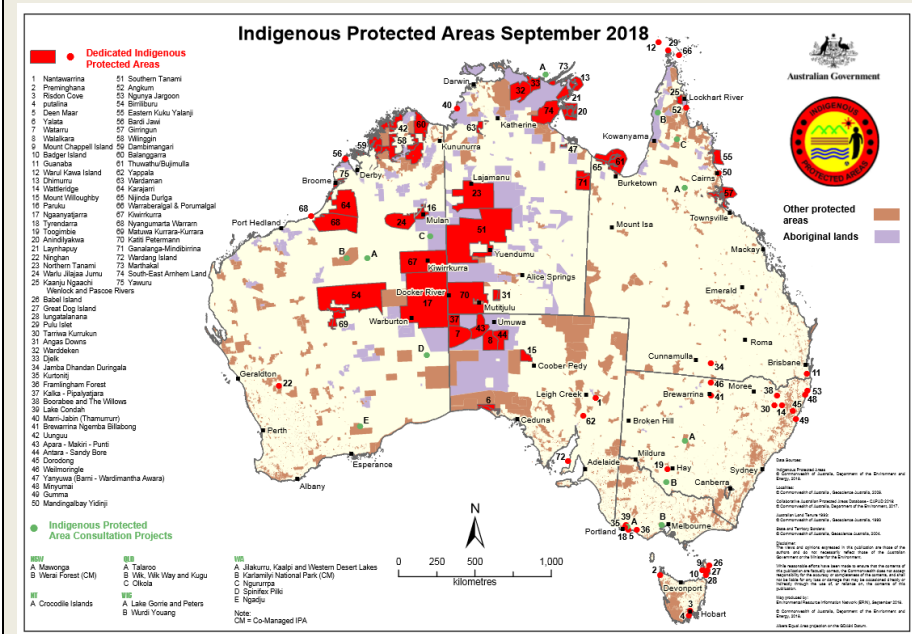 Indigenous Protected Areas September 2018
Dedicated Indigenous
Protected Areas
1 Nantawarrina
2 Preminghana
3 Risdon Cove
4 putalina
5 Deen Maar
6 Yalata
7 Watarru
8 Walalkara
9 Mount Chappell Island
10 Badger Island
11 Guanaba
12 Warul Kawa Island
13 Dhimurru
14 Wattleridge
15 Mount Willoughby
16 Paruku
17 Ngaanyatjarra
18 Tyrendarra
19 Toogimbie
20 Anindilyakwa
21 Laynhapuy
22 Ninghan
23 Northern Tanami
24 Warlu Jilajaa Jumu
25 Kaanju Ngaachi
Wenlock and Pascoe Rivers
26 Babel Island
27 Great Dog Island
28 lungatalanana
29 Pulu Islet
30 Tarriwa Kurrukun
31 Angas Downs
32 Warddeken
33 Djelk
34 Jamba Dhandan Duringala
35 Kurtonitj
36 Framlingham Forest
37 Kalka - Pipalyatjara
38 Boorabee and The Willows
39 Lake Condah
40 Marri-Jabin (Thamurrurr)
41 Brewarrina Ngemba Billabong
42 Uunguu
43 Apara - Makiri - Punti
44 Antara - Sandy Bore
45 Dorodong
46 Weilmoringle
47 Yanyuwa (Barni - Wardimantha Awara)
48 Minyumai
49 Gumma
50 Mandingalbay Yidinji
51 Southern Tanami
52 Angkum
53 Ngunya Jargoon
54 Birriliburu
55 Eastern Kuku Yalanji
56 Bardi Jawi
57 Girringun
58 Wilinggin
59 Dambimangari
60 Balanggarra
61 Thuwathu/Bujimulla
62 Yappala
63 Wardaman
64 Karajarri
65 Nijinda Durlga
66 Warraberalgal & Porumalgal
67 Kiwirrkurra
68 Nyangumarta Warrarn
69 Matuwa Kurrara-Kurrara
70 Katiti Petermann
71 Ganalanga-Mindibirrina
72 Wardang Island
73 Marthakal
74 South-East Arnhem Land
75 Yawuru
Indigenous Protected
Area Consultation Projects
NSW
A Mawonga
B Werai Forest (CM)
NT
A Crocodile Islands
QLD
A Talaroo
B Wik, Wik Way and Kugu
C Olkola
VIC
A Lake Gorrie and Peters
B Wurdi Youang
WA
A Jilakurru, Kaalpi and Western Desert Lakes
B Karlamilyi National Park (CM)
C Ngururrpa
D Spinifex Pilki
E Ngadju
Note:
CM = Co-Managed IPA
Australian Government
INDIGENOUS
PROTECTED AREAS
Other protected
areas
Aboriginal lands
Darwin
Katherine
Kununurra
Derby
Broome
Port Hedland
Mulan
Lajamanu
Yuendumu
Kiwirrkurra
Alice Springs
Docker River
Mutitjulu
Warburton
Umuwa
Coober Pedy
Geraldton
Perth
Albany
Esperance
Ceduna
Leigh Creek
Adelaide
Broken Hill
Mildura
Hay
Canberra
Sydney
Melbourne
Portland
Devonport
Hobart
Brewarrina
Moree
Cunnamulla
Brisbane
Roma
Emerald
Mackay
Townsville
Cairns
Mount Isa
Burketown
Kowanyama
Lockhart River
N
0 500 1,000
kilometres
Data Sources:
Indigenous Protected Areas
© Commonwealth of Australia, Department of the Environment and
Energy, 2018.
Disclaimer: